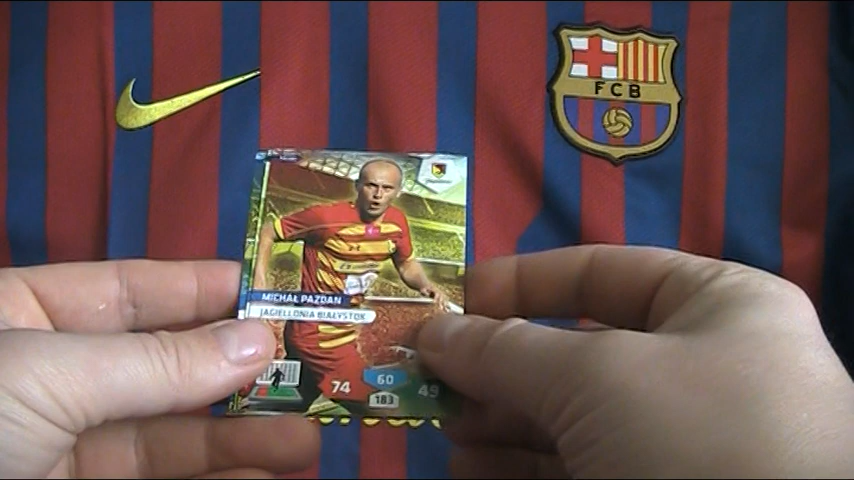 FCB
MICHAŁ PAZDAN
JAGIELLONIA BIAŁYSTOK
74
60
49
183